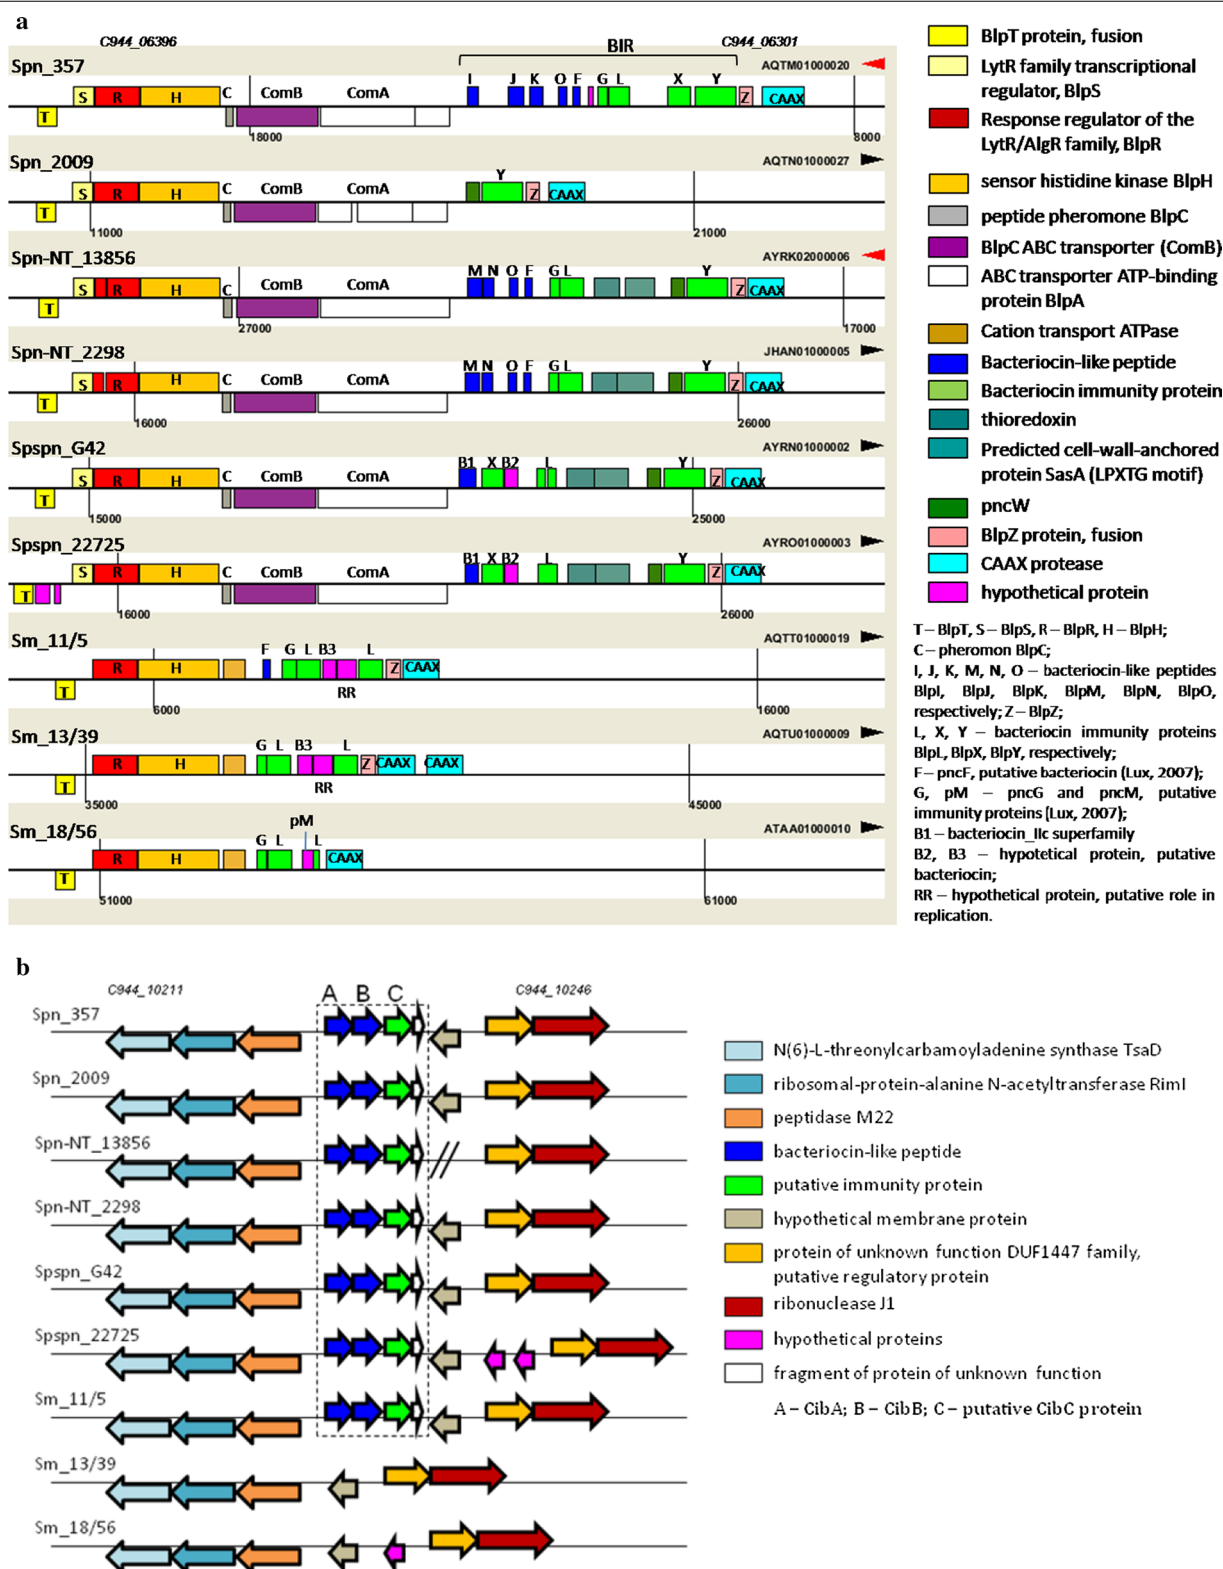 a
C944_06396 BIR C944_06301
Spn_357 AQTM01000020
I J K O F G L X Y
S R H C ComB ComA Z CAAX
T
18000 8000
Spn_2009 AQTN01000027
Y
S R H C ComB ComA Z CAAX
T
11000 21000
Spn-NT_13856 AYRK02000006
M N O F G L Y
S R H C ComB ComA Z CAAX
T
27000 17000
Spn-NT_2298 JHAN01000005
M N O F G L Y
S R H C ComB ComA Z CAAX
T
16000 26000
Spspn_G42 AYRN01000002
B1 X B2 L Y
S R H C ComB ComA Z CAAX
T
15000 25000
Spspn_22725 AYRO01000003
B1 X B2 L Y
S R H C ComB ComA Z CAAX
T
16000 26000
Sm_11/5 AQTT01000019
F G L B3 L
R H Z CAAX
T RR
6000 16000
Sm_13/39 AQTU01000009
G L B3 L
R H Z CAAX CAAX
T RR
35000 45000
Sm_18/56 pM ATAA01000010
G L L
R H CAAX
T
51000 61000
BlpT protein, fusion
LytR family transcriptional
regulator, BlpS
Response regulator of the
LytR/AlgR family, BlpR
sensor histidine kinase BlpH
peptide pheromone BlpC
BlpC ABC transporter (ComB)
ABC transporter ATP-binding
protein BlpA
Cation transport ATPase
Bacteriocin-like peptide
Bacteriocin immunity protein
thioredoxin
Predicted cell-wall-anchored
protein SasA (LPXTG motif)
pncW
BlpZ protein, fusion
CAAX protease
hypothetical protein
T – BlpT, S – BlpS, R – BlpR, H – BlpH;
C – pheromon BlpC;
I, J, K, M, N, O – bacteriocin-like peptides
BlpI, BlpJ, BlpK, BlpM, BlpN, BlpO,
respectively; Z – BlpZ;
L, X, Y – bacteriocin immunity proteins
BlpL, BlpX, BlpY, respectively;
F – pncF, putative bacteriocin (Lux, 2007);
G, pM – pncG and pncM, putative
immunity proteins (Lux, 2007);
B1 – bacteriocin_IIc superfamily
B2, B3 – hypotetical protein, putative
bacteriocin;
RR – hypothetical protein, putative role in
replication.
b
C944_10211 A B C C944_10246
Spn_357
Spn_2009
Spn-NT_13856
Spn-NT_2298
Spspn_G42
Spspn_22725
Sm_11/5
Sm_13/39
Sm_18/56
N(6)-L-threonylcarbamoyladenine synthase TsaD
ribosomal-protein-alanine N-acetyltransferase RimI
peptidase M22
bacteriocin-like peptide
putative immunity protein
hypothetical membrane protein
protein of unknown function DUF1447 family,
putative regulatory protein
ribonuclease J1
hypothetical proteins
fragment of protein of unknown function
A – CibA; B – CibB; C – putative CibC protein